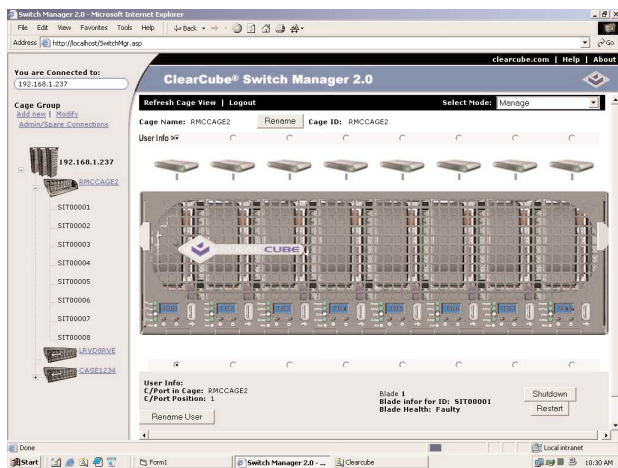 Switch Manager 2.0 - Microsoft Internet Explorer
File Edit View Favorites Tools Help Back
Address http://localhost/SwitchMgr.asp Go
clearcube.com | Help | About
You are Connected to:
192.168.1.237
ClearCube® Switch Manager 2.0
Refresh Cage View | Logout Select Mode: Manage
Cage Group
Add new | Modify
Admin/Spare Connections
Cage Name: RMCCAGE2 Rename Cage ID: RMCCAGE2
User Info
192.168.1.237
RMCCAGE2
SIT00001
SIT00002
SIT00003
SIT00004
SIT00005
SIT00006
SIT00007
SIT00008
LRVD8RVE
CAGE1234
CUBE
User Info:
C/Port in Cage: RMCCAGE2
C/Port Position: 1
Rename User
Blade 1
Blade infor for ID: SIT00001
Blade Health: Faulty
Shutdown
Restart
Done Local intranet
Start Form1 Switch Manager 2.0 - ... Clearcube 10:30 AM